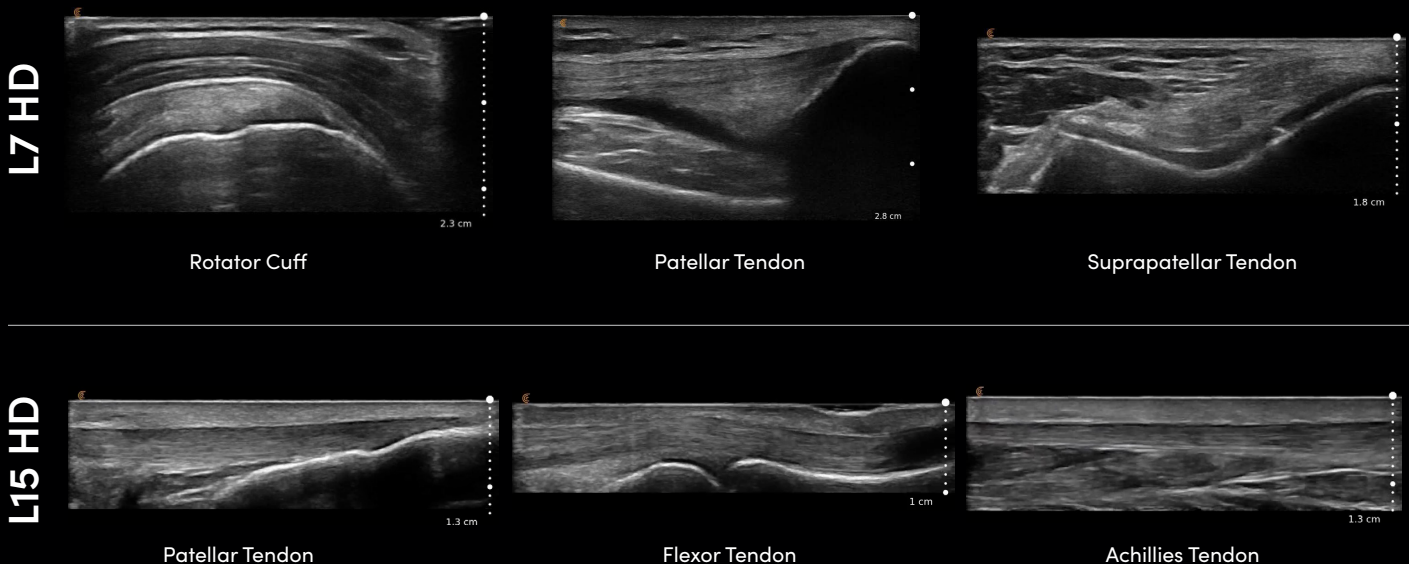 L7 HD
2.3 cm
2.8 cm
1.8 cm
Rotator Cuff
Patellar Tendon
Suprapatellar Tendon
L15 HD
1.3 cm
1 cm
1.3 cm
Patellar Tendon
Flexor Tendon
Achillies Tendon